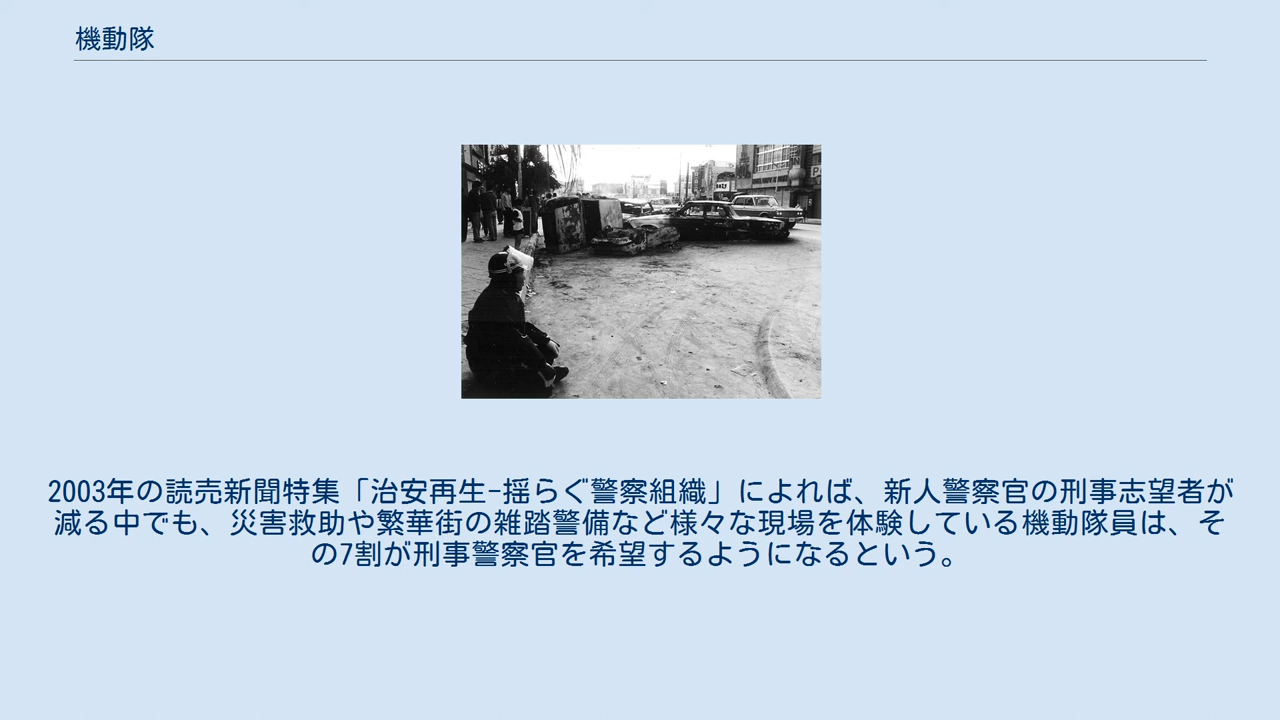 機動隊
2003年の読売新聞特集「治安再生-揺らぐ警察組織」によれば、新人警察官の刑事志望者が
減る中でも、災害救助や繁華街の雑踏警備など様々な現場を体験している機動隊員は、そ
の7割が刑事警察官を希望するようになるという。